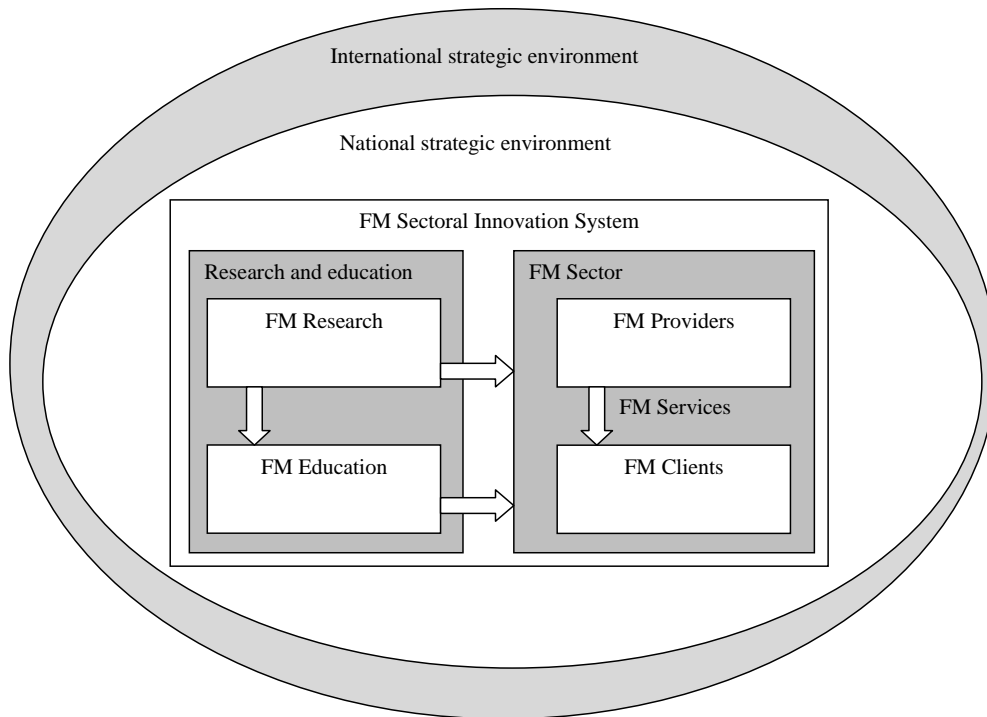 International strategic environment
National strategic environment
FM Sectoral Innovation System
Research and education
FM Research
FM Education
FM Sector
FM Providers
FM Services
FM Clients